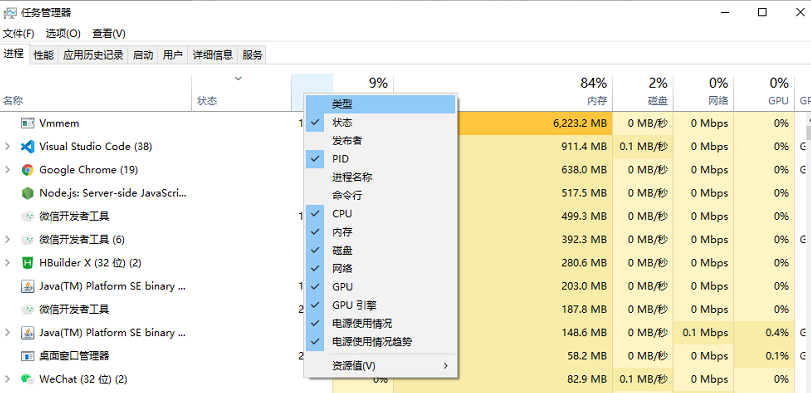 任务管理器
文件(F) 选项(O) 查看(V)
进程 性能 应用历史记录 启动 用户 详细信息 服务
9% 84% 2% 0% 0%
名称 状态 内存 磁盘 网络 GPU GP
类型
状态
发布者
PID
进程名称
命令行
CPU
内存
磁盘
网络
GPU
GPU 引擎
电源使用情况
电源使用情况趋势
资源值(V)
Vmmem 1 6,223.2 MB 0 MB/秒 0 Mbps 0%
Visual Studio Code (38) 911.4 MB 0.1 MB/秒 0 Mbps 0% G
Google Chrome (19) 638.0 MB 0 MB/秒 0 Mbps 0% G
Node.js: Server-side JavaScri... 517.5 MB 0 MB/秒 0 Mbps 0%
微信开发者工具 1 499.3 MB 0 MB/秒 0 Mbps 0%
微信开发者工具 (6) 392.3 MB 0 MB/秒 0 Mbps 0% G
HBuilder X (32 位) (2) 1 280.6 MB 0 MB/秒 0 Mbps 0%
Java(TM) Platform SE binary ... 1 203.0 MB 0 MB/秒 0 Mbps 0%
微信开发者工具 2 187.8 MB 0 MB/秒 0 Mbps 0%
Java(TM) Platform SE binary ... 2 148.6 MB 0 MB/秒 0.1 Mbps 0.4% G
桌面窗口管理器 2 58.2 MB 0 MB/秒 0 Mbps 0.1% G
WeChat (32 位) (2) 0% 82.9 MB 0.1 MB/秒 0 Mbps 0%